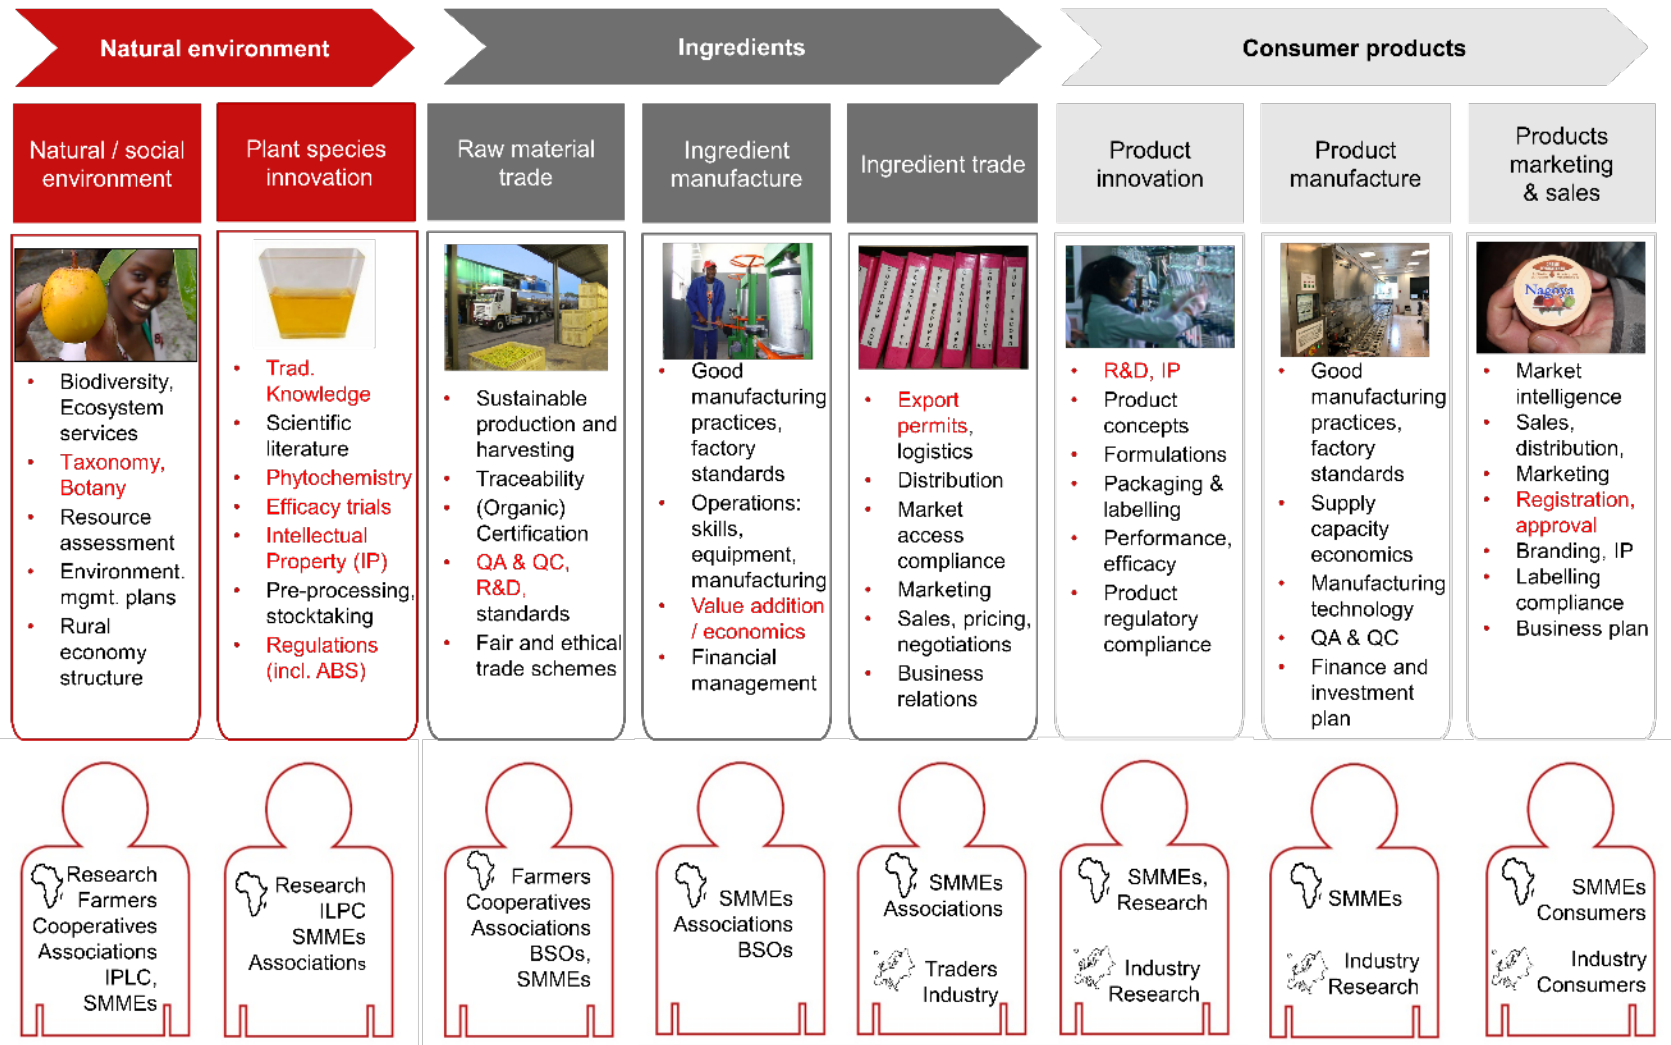 Natural environment
Ingredients
Consumer products
Natural / social
environment
Plant species
innovation
Raw material
trade
Ingredient
manufacture
Ingredient trade
Product
innovation
Product
manufacture
Products
marketing
& sales
Nagoya
• Biodiversity,
Ecosystem
services
• Taxonomy,
Botany
• Resource
assessment
• Environment.
mgmt. plans
• Rural
economy
structure
• Trad.
Knowledge
• Scientific
literature
• Phytochemistry
• Efficacy trials
• Intellectual
Property (IP)
• Pre-processing,
stocktaking
• Regulations
(incl. ABS)
• Sustainable
production and
harvesting
• Traceability
• (Organic)
Certification
• QA & QC,
R&D,
standards
• Fair and ethical
trade schemes
• Good
manufacturing
practices,
factory
standards
• Operations:
skills,
equipment,
manufacturing
• Value addition
/ economics
• Financial
management
• Export
permits,
logistics
• Distribution
• Market
access
compliance
• Marketing
• Sales, pricing,
negotiations
• Business
relations
• R&D, IP
• Product
concepts
• Formulations
• Packaging &
labelling
• Performance,
efficacy
• Product
regulatory
compliance
• Good
manufacturing
practices,
factory
standards
• Supply
capacity
economics
• Manufacturing
technology
• QA & QC
• Finance and
investment
plan
• Market
intelligence
• Sales,
distribution,
• Marketing
• Registration,
approval
• Branding, IP
• Labelling
compliance
• Business plan
Research
Farmers
Cooperatives
Associations
IPLC,
SMMEs
Research
ILPC
SMMEs
Associations
Farmers
Cooperatives
Associations
BSOs,
SMMEs
SMMEs
Associations
BSOs
SMMEs
Associations
Traders
Industry
SMMEs,
Research
Industry
Research
SMMEs
Industry
Research
SMMEs
Consumers
Industry
Consumers